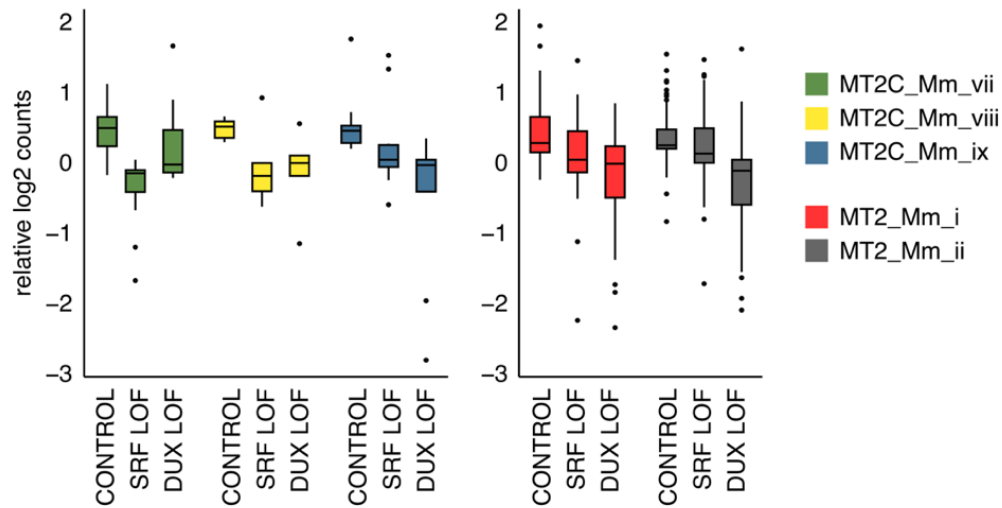 relative log2 counts
2
1
0
−1
−2
−3
CONTROL
SRF LOF
DUX LOF
CONTROL
SRF LOF
DUX LOF
CONTROL
SRF LOF
DUX LOF
2
1
0
−1
−2
−3
CONTROL
SRF LOF
DUX LOF
CONTROL
SRF LOF
DUX LOF
MT2C_Mm_vii
MT2C_Mm_viii
MT2C_Mm_ix
MT2_Mm_i
MT2_Mm_ii